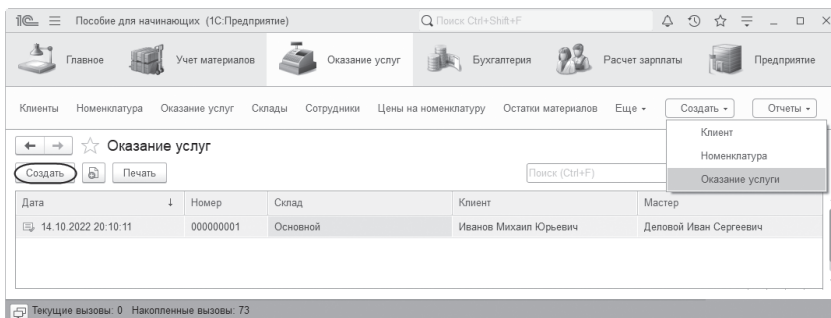 1С Пособие для начинающих (1С:Предприятие) Поиск Ctrl+Shift+F
Главное Учет материалов Оказание услуг Бухгалтерия Расчет зарплаты Предприятие
Клиенты Номенклатура Оказание услуг Склады Сотрудники Цены на номенклатуру Остатки материалов Еще Создать Отчеты
Клиент
Номенклатура
Оказание услуги
Оказание услуг
Создать Печать Поиск (Ctrl+F)
Дата Номер Склад Клиент Мастер
14.10.2022 20:10:11 000000001 Основной Иванов Михаил Юрьевич Деловой Иван Сергеевич
Текущие вызовы: 0 Накопленные вызовы: 73